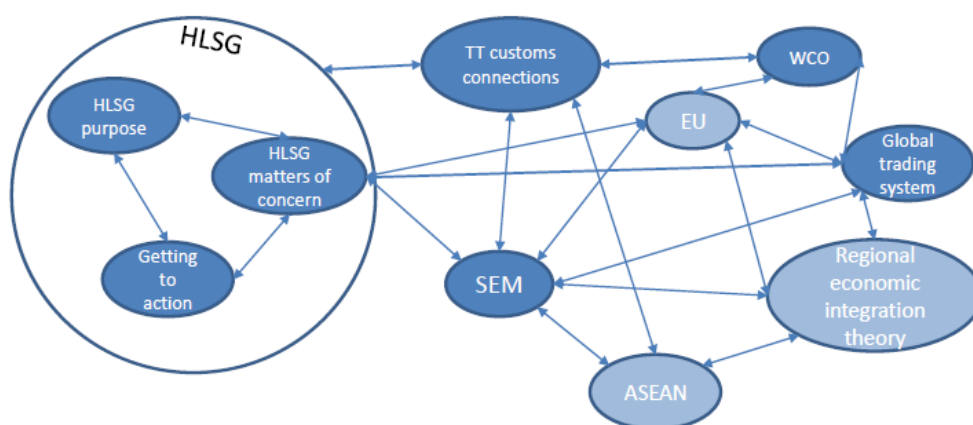 HLSG
TT customs
connections
WCO
HLSG
purpose
EU
HLSG
matters of
concern
Global
trading
system
Getting
to
action
SEM
Regional
economic
integration
theory
ASEAN